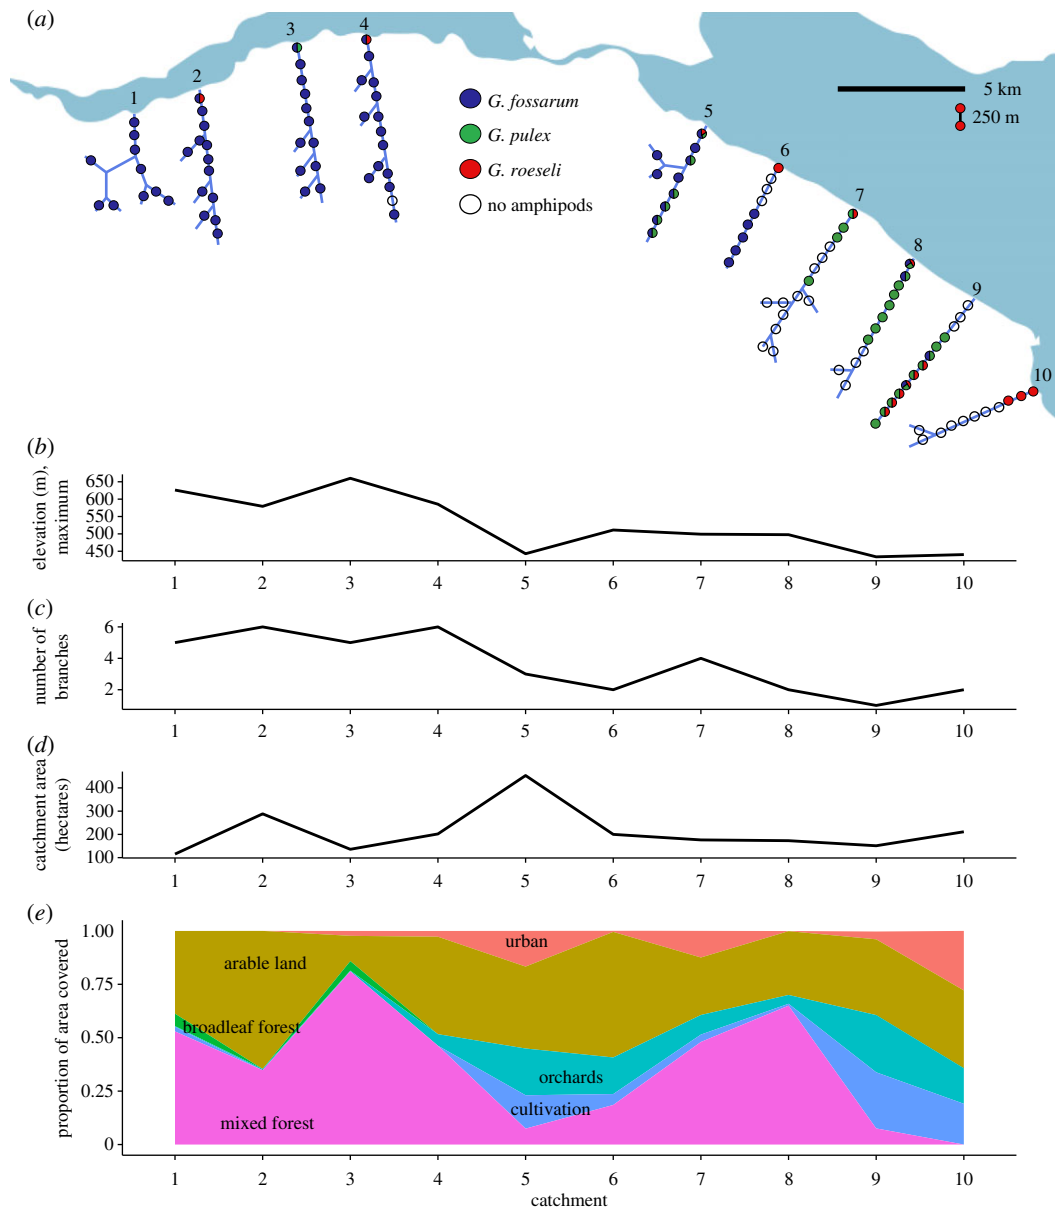 (a)
1
2
3
4
5
6
7
8
9
10
G. fossarum
G. pulex
G. roeseli
no amphipods
5 km
250 m
(b)
elevation (m),
maximum
650
600
550
500
450
1 2 3 4 5 6 7 8 9 10
(c)
number of
branches
6
4
2
1 2 3 4 5 6 7 8 9 10
(d)
catchment area
(hectares)
400
300
200
100
1 2 3 4 5 6 7 8 9 10
(e)
proportion of area covered
1.00
0.75
0.50
0.25
0
urban
arable land
broadleaf forest
orchards
cultivation
mixed forest
1 2 3 4 5 6 7 8 9 10
catchment